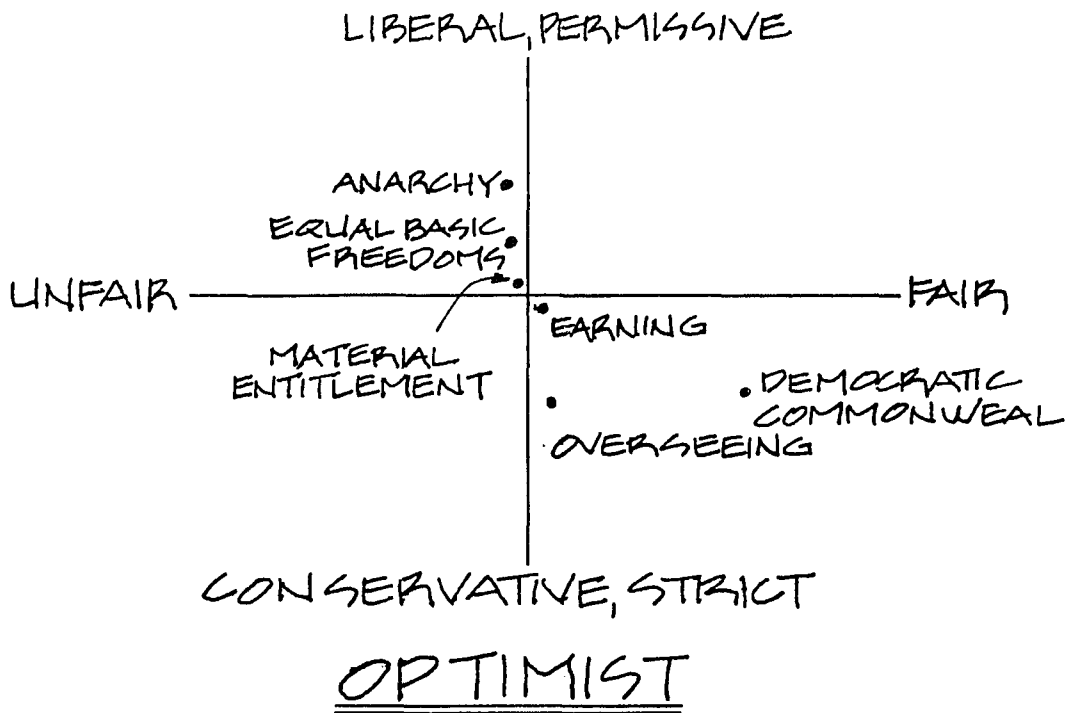 LIBERAL, PERMISSIVE
ANARCHY
EQUAL BASIC
FREEDOMS
UNFAIR
FAIR
EARNING
MATERIAL
ENTITLEMENT
DEMOCRATIC
COMMONWEAL
OVERSEEING
CONSERVATIVE, STRICT
OPTIMIST